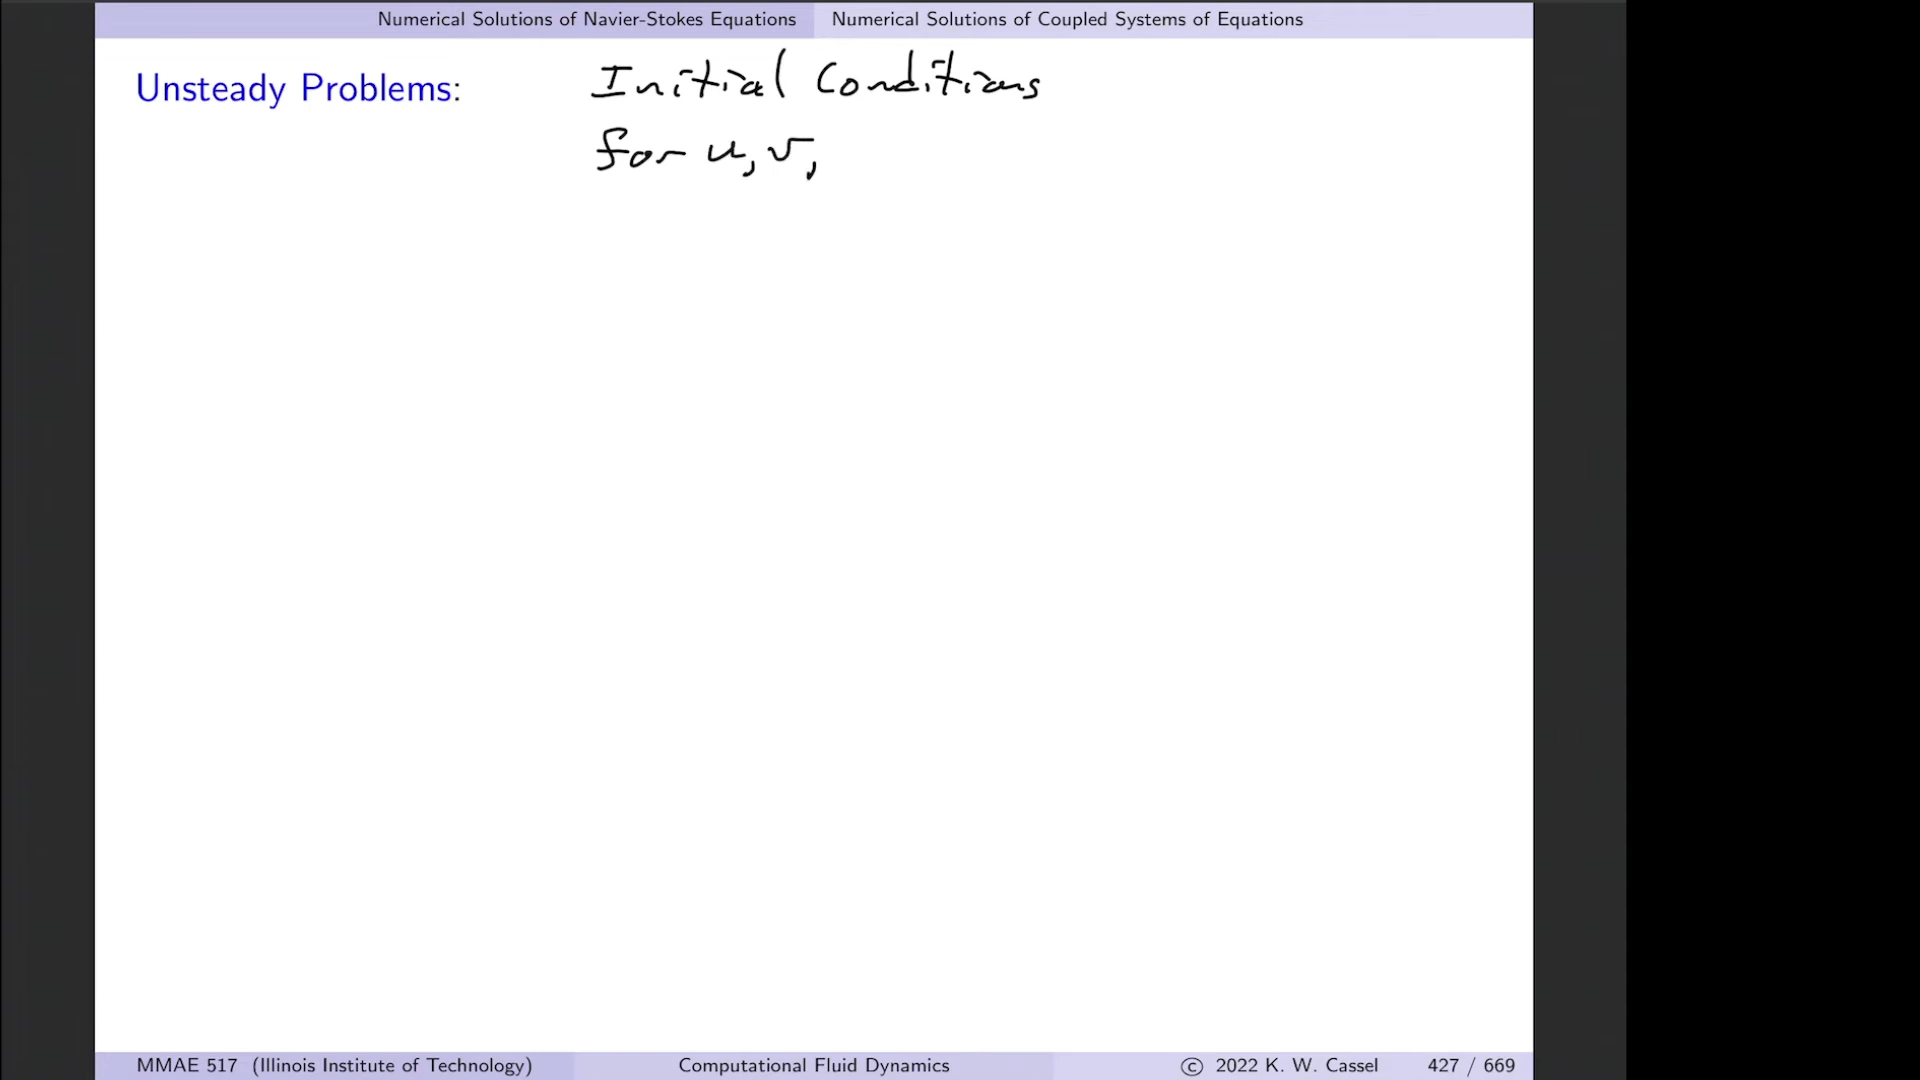 Numerical Solutions of Navier-Stokes Equations Numerical Solutions of Coupled Systems of Equations
Unsteady Problems: Initial Conditions
for u, v,
MMAE 517 (Illinois Institute of Technology) Computational Fluid Dynamics © 2022 K. W. Cassel 427 / 669